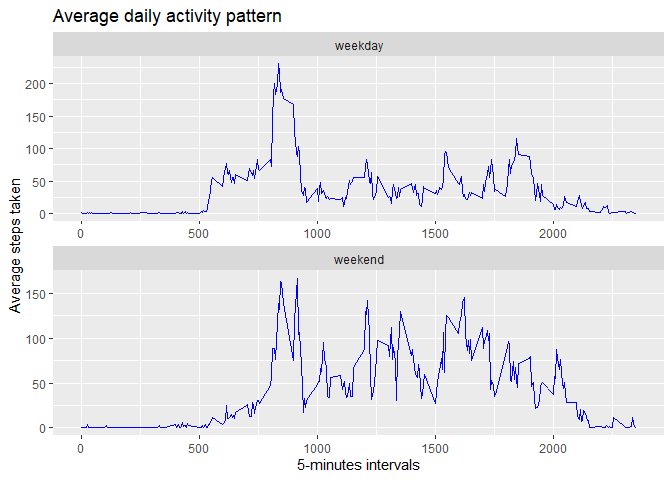 Average daily activity pattern
weekday
200
150
100
50
0
0 500 1000 1500 2000
weekend
150
100
50
0
0 500 1000 1500 2000
5-minutes intervals
Average steps taken